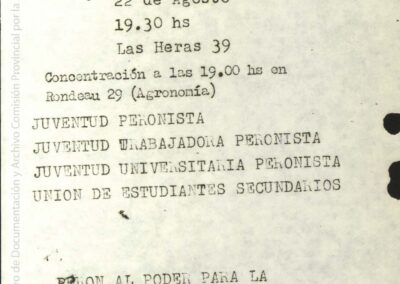 22 de Agosto
19.30 hs
Las Heras 39
Concentración a las 19.00 hs en
Rondeau 29 (Agronomía)
JUVENTUD PERONISTA
JUVENTUD TRABAJADORA PERONISTA
JUVENTUD UNIVERSITARIA PERONISTA
UNION DE ESTUDIANTES SECUNDARIOS
PERON AL PODER PARA LA
ro de Documentación y Archivo Comisión Provincial por la